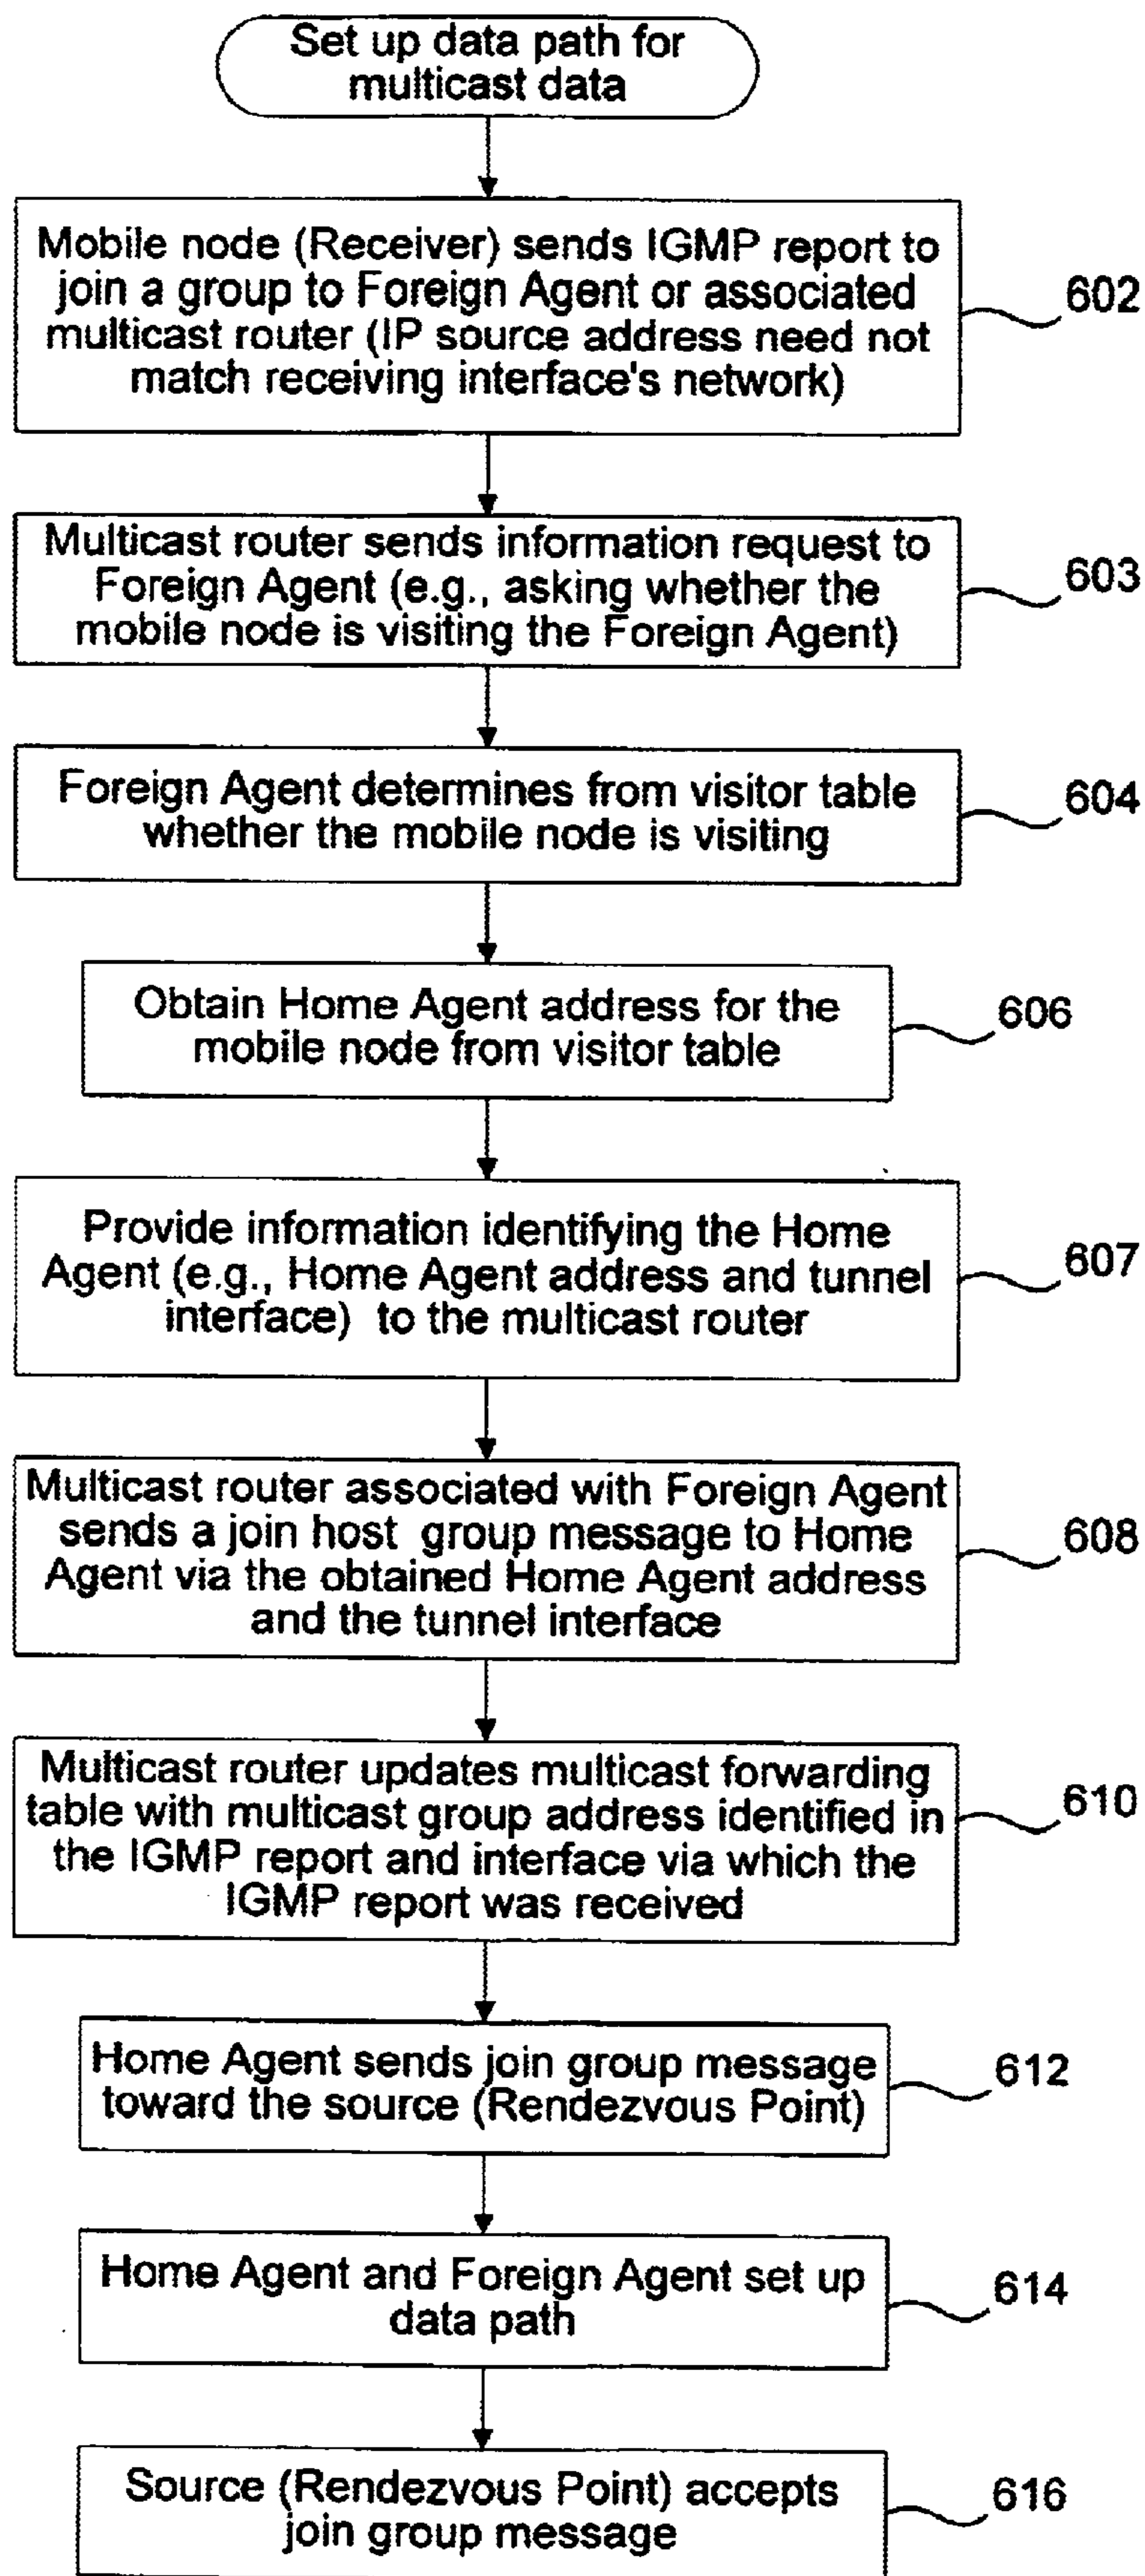 Set up data path for
multicast data
Mobile node (Receiver) sends IGMP report to
join a group to Foreign Agent or associated
multicast router (IP source address need not
match receiving interface's network)
602
Multicast router sends information request to
Foreign Agent (e.g., asking whether the
mobile node is visiting the Foreign Agent)
603
Foreign Agent determines from visitor table
whether the mobile node is visiting
604
Obtain Home Agent address for the
mobile node from visitor table
606
Provide information identifying the Home
Agent (e.g., Home Agent address and tunnel
interface) to the multicast router
607
Multicast router associated with Foreign Agent
sends a join host group message to Home
Agent via the obtained Home Agent address
and the tunnel interface
608
Multicast router updates multicast forwarding
table with multicast group address identified in
the IGMP report and interface via which the
IGMP report was received
610
Home Agent sends join group message
toward the source (Rendezvous Point)
612
Home Agent and Foreign Agent set up
data path
614
Source (Rendezvous Point) accepts
join group message
616